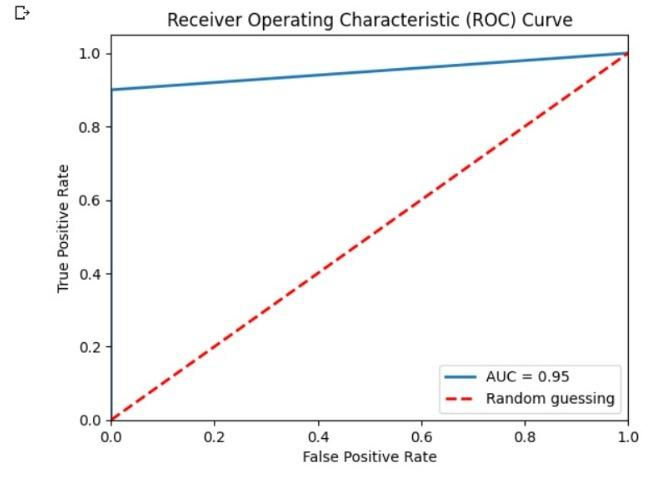 Receiver Operating Characteristic (ROC) Curve
1.0
0.8
0.6
0.4
0.2
0.0
True Positive Rate
AUC = 0.95
Random guessing
0.0 0.2 0.4 0.6 0.8 1.0
False Positive Rate